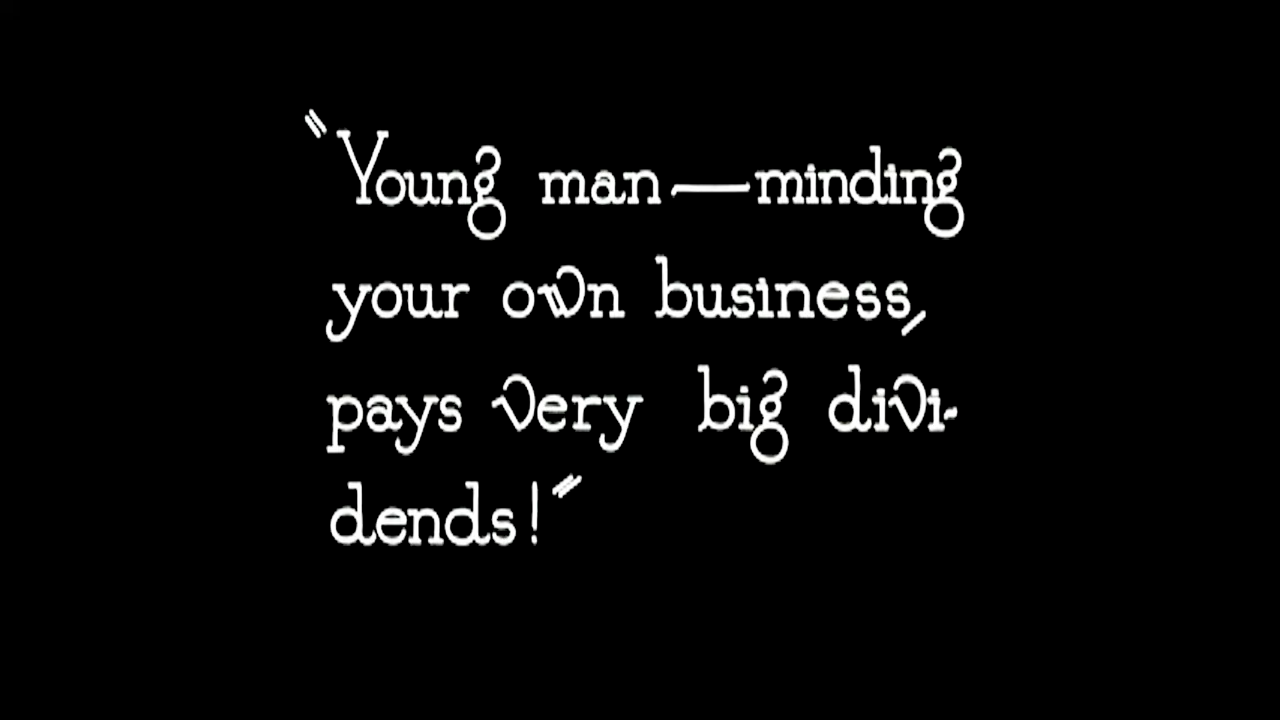 "Young man—minding
your own business,
pays very big divi-
dends!"